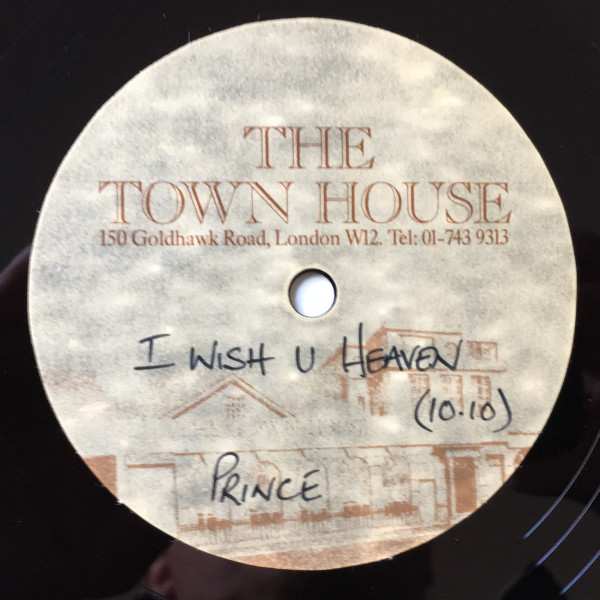 THE
TOWN HOUSE
150 Goldhawk Road, London W12. Tel: 01-743 9313
I WISH U HEAVEN
(10.10)
PRINCE